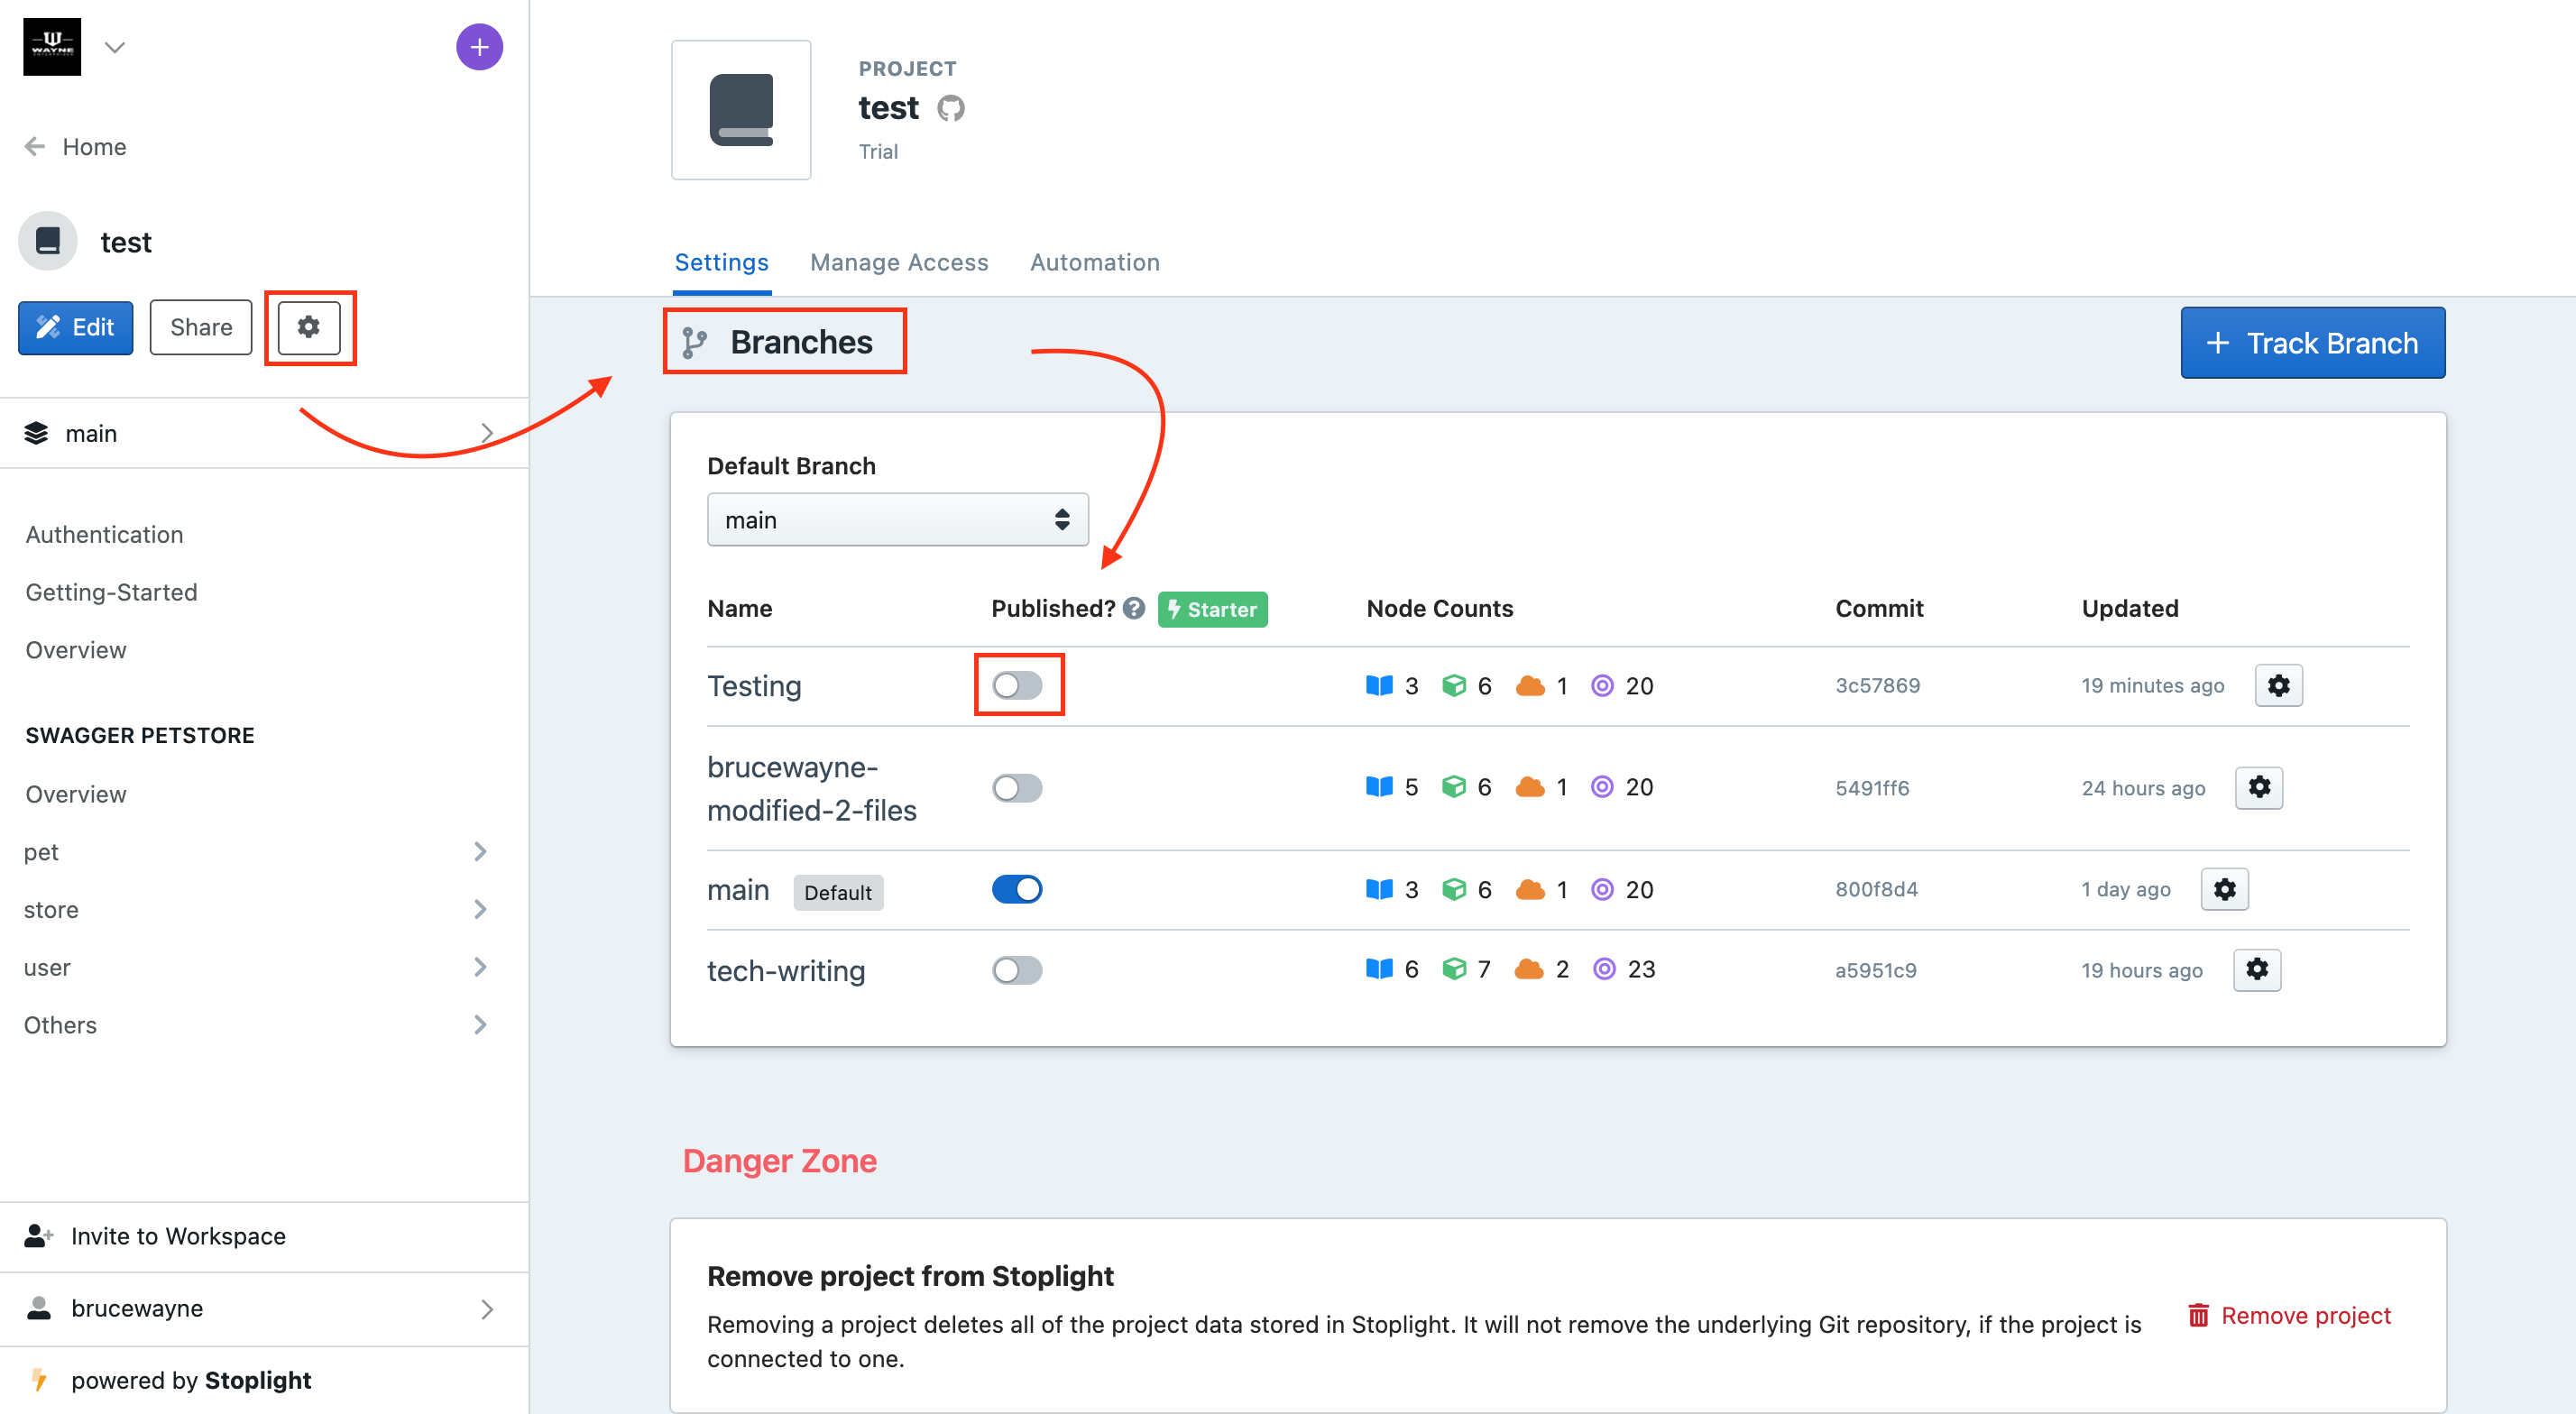 WAYNE
Home
test
Edit
Share
main
Authentication
Getting-Started
Overview
SWAGGER PETSTORE
Overview
pet
store
user
Others
Invite to Workspace
brucewayne
powered by Stoplight
PROJECT
test
Trial
Settings
Manage Access
Automation
Branches
Track Branch
Default Branch
main
Name Published? Starter Node Counts Commit Updated
Testing 3 6 1 20 3c57869 19 minutes ago
brucewayne-
modified-2-files 5 6 1 20 5491ff6 24 hours ago
main Default 3 6 1 20 800f8d4 1 day ago
tech-writing 6 7 2 23 a5951c9 19 hours ago
Danger Zone
Remove project from Stoplight
Removing a project deletes all of the project data stored in Stoplight. It will not remove the underlying Git repository, if the project is
connected to one.
Remove project